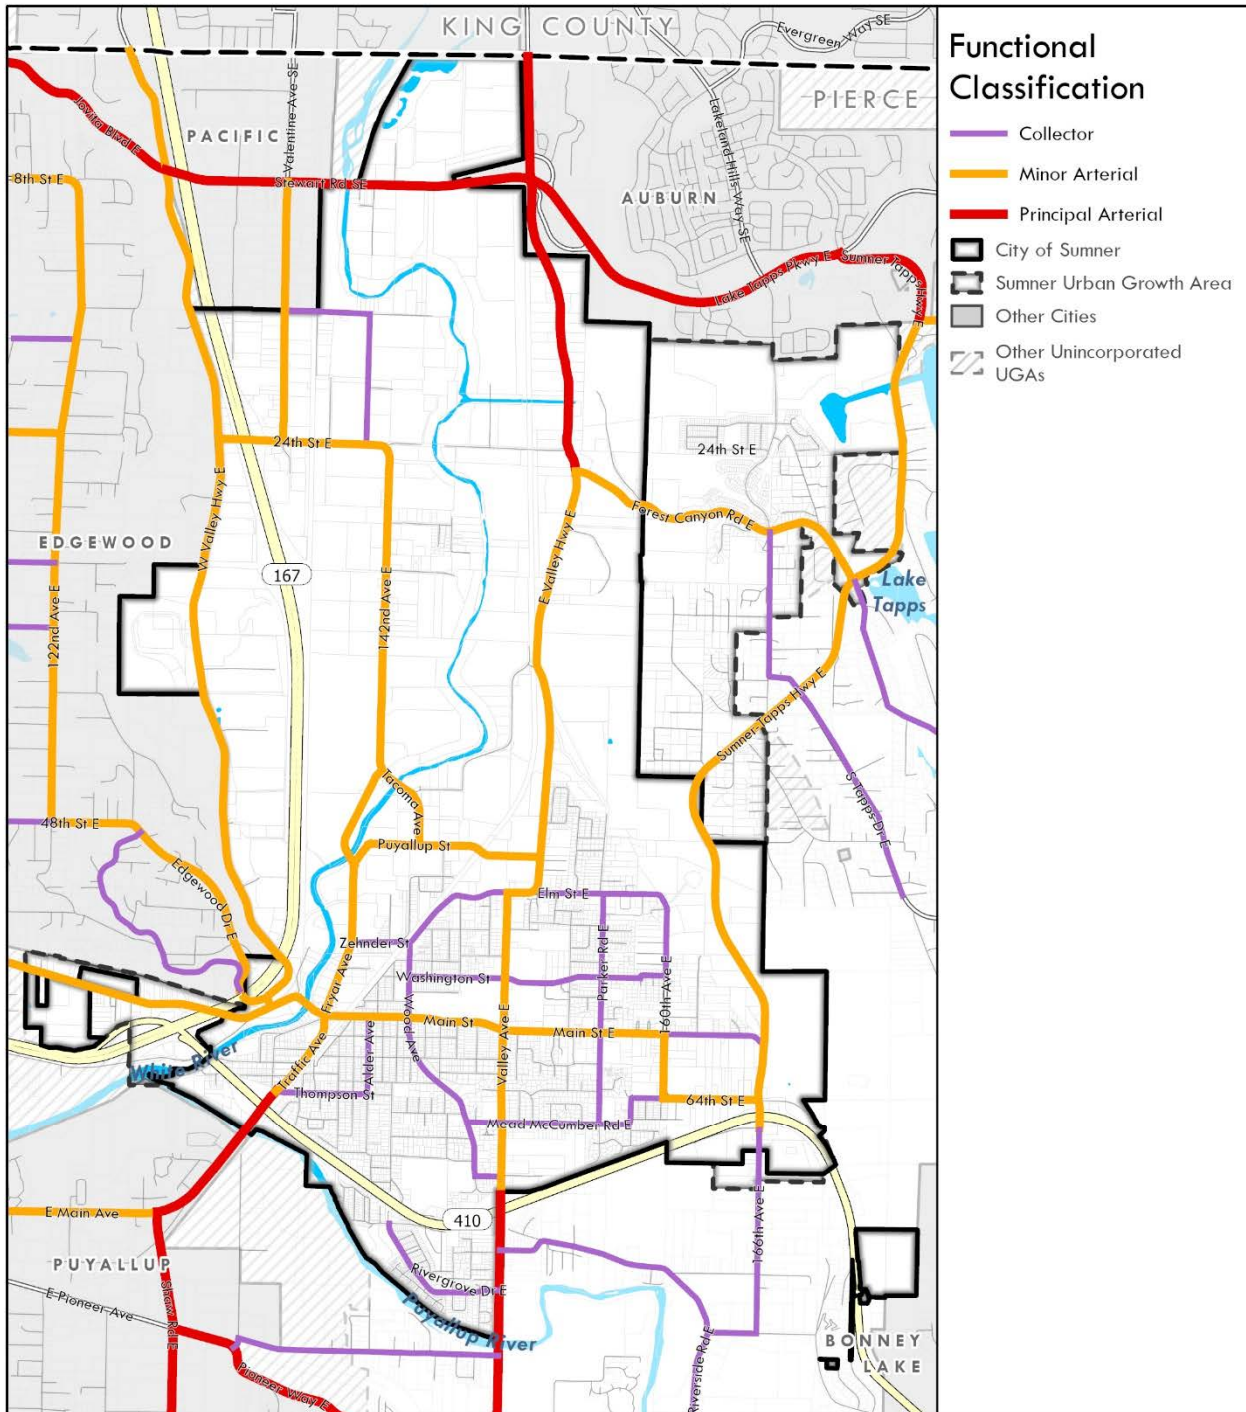 KING COUNTY
Evergreen Way SE
PIERCE
Jovita Blvd E
PACIFIC
Valentine Ave SE
Lakeland Hills Way SE
8th St E
Stewart Rd SE
AUBURN
Lake Tapps Pkwy E
Sumner Tapps Hwy E
24th St E
24th St E
W Valley Hwy E
Forest Canyon Rd E
EDGEWOOD
E Valley Hwy E
167
Lake
Tapps
122nd Ave E
142nd Ave E
Sumner-Tapps Hwy E
Tacoma Ave
S Tapps Dr E
48th St E
Puyallup St
Edgewood Dr E
Elm St E
Zehnder St
Parker Rd E
Washington St
Fryar Ave
Wood Ave
160th Ave E
Main St
Main St E
White River
Traffic Ave
Alder Ave
Valley Ave E
Thompson St
64th St E
Mead McCumber Rd E
E Main Ave
410
166th Ave E
PUYALLUP
Rivergrove Dr E
E Pioneer Ave
Shaw Rd E
Puyallup River
Riverside Rd E
BONNEY
LAKE
Pioneer Way E
Functional
Classification
Collector
Minor Arterial
Principal Arterial
City of Sumner
Sumner Urban Growth Area
Other Cities
Other Unincorporated
UGAs